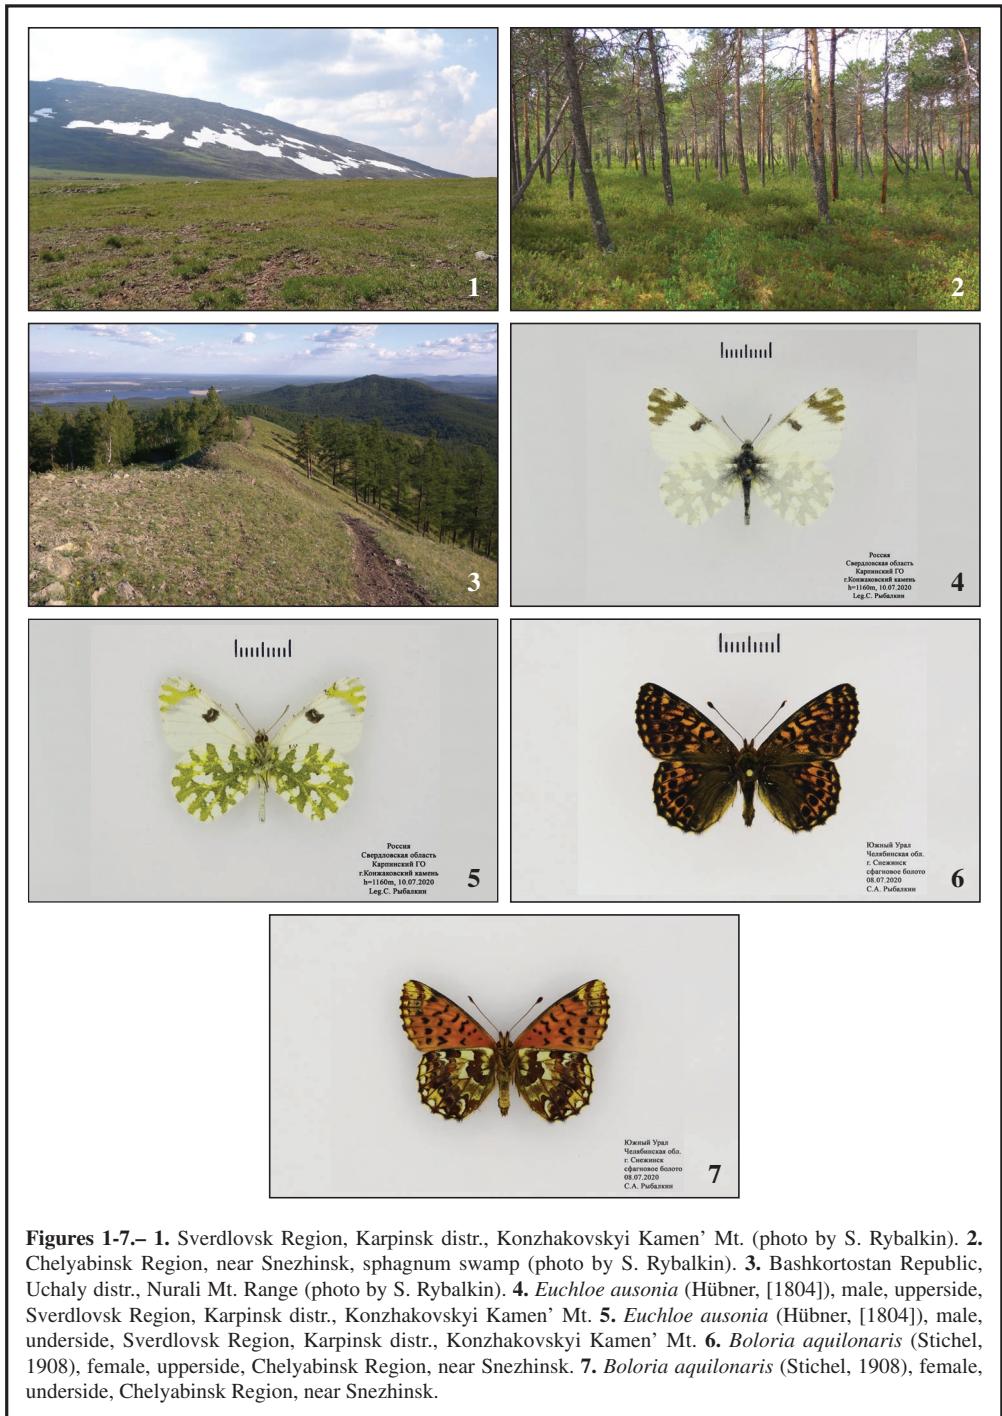 1
2
3
Россия
Свердловская область
Карпинский ГО
г.Конжаковский камень
h=1160m, 10.07.2020
Leg.С. Рыбалкин
4
Россия
Свердловская область
Карпинский ГО
г.Конжаковский камень
h=1160m, 10.07.2020
Leg.С. Рыбалкин
5
Южный Урал
Челябинская обл.
г. Снежинск
сфагновое болото
08.07.2020
С.А. Рыбалкин
6
Южный Урал
Челябинская обл.
г. Снежинск
сфагновое болото
08.07.2020
С.А. Рыбалкин
7
Figures 1-7.– 1. Sverdlovsk Region, Karpinsk distr., Konzhakovskyi Kamen’ Mt. (photo by S. Rybalkin). 2.
Chelyabinsk Region, near Snezhinsk, sphagnum swamp (photo by S. Rybalkin). 3. Bashkortostan Republic,
Uchaly distr., Nurali Mt. Range (photo by S. Rybalkin). 4. Euchloe ausonia (Hübner, [1804]), male, upperside,
Sverdlovsk Region, Karpinsk distr., Konzhakovskyi Kamen’ Mt. 5. Euchloe ausonia (Hübner, [1804]), male,
underside, Sverdlovsk Region, Karpinsk distr., Konzhakovskyi Kamen’ Mt. 6. Boloria aquilonaris (Stichel,
1908), female, upperside, Chelyabinsk Region, near Snezhinsk. 7. Boloria aquilonaris (Stichel, 1908), female,
underside, Chelyabinsk Region, near Snezhinsk.